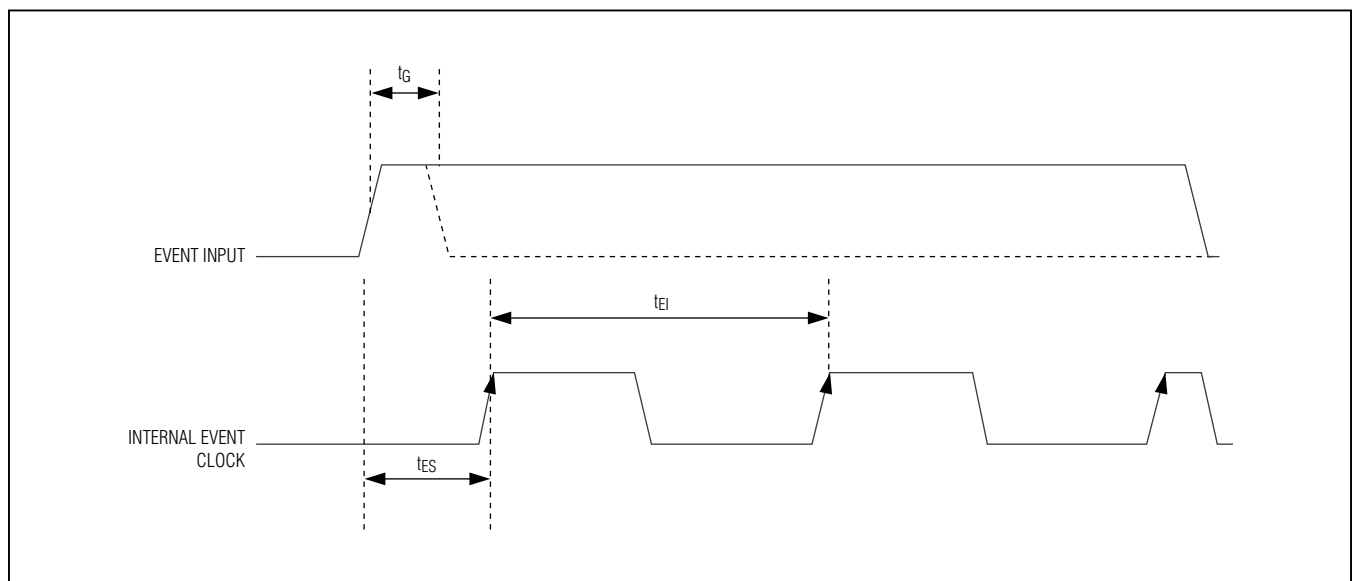 tG
EVENT INPUT
tEI
INTERNAL EVENT
CLOCK
tES